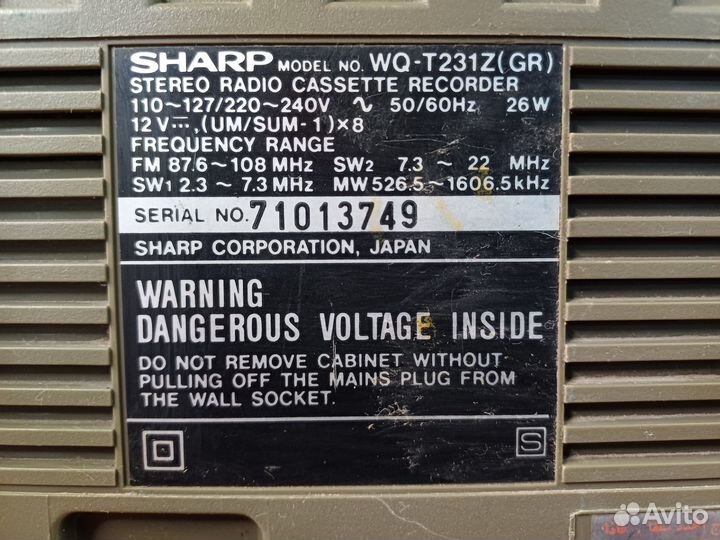 SHARP MODEL NO. WQ-T231Z(GR)
STEREO RADIO CASSETTE RECORDER
110~127/220~240V ∿ 50/60Hz 26W
12V⎓,(UM/SUM-1)×8
FREQUENCY RANGE
FM 87.6~108 MHz SW2 7.3 ~ 22 MHz
SW1 2.3 ~ 7.3 MHz MW 526.5~1606.5kHz
SERIAL NO. 71013749
SHARP CORPORATION, JAPAN
WARNING
DANGEROUS VOLTAGE INSIDE
DO NOT REMOVE CABINET WITHOUT
PULLING OFF THE MAINS PLUG FROM
THE WALL SOCKET.
S
Avito